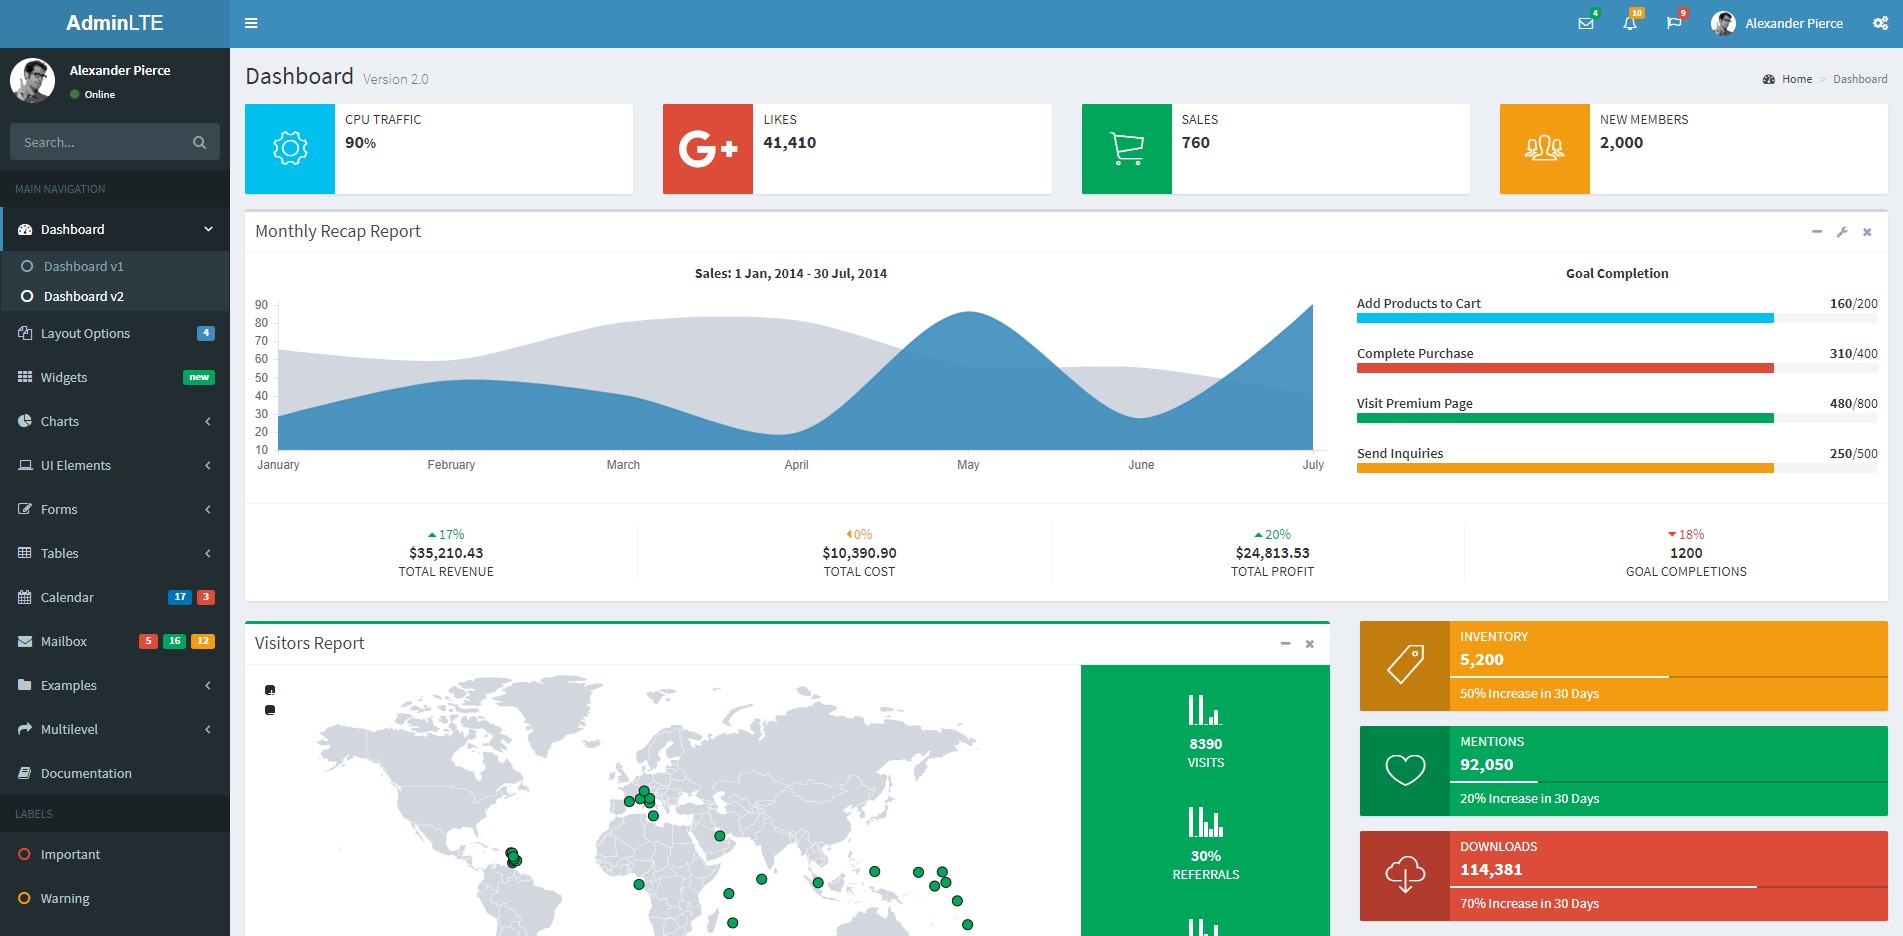 AdminLTE
4
10
9
Alexander Pierce
Alexander Pierce
Online
Search...
MAIN NAVIGATION
Dashboard
Dashboard v1
Dashboard v2
Layout Options 4
Widgets new
Charts
UI Elements
Forms
Tables
Calendar 17 3
Mailbox 5 16 12
Examples
Multilevel
Documentation
LABELS
Important
Warning
Dashboard Version 2.0
Home > Dashboard
CPU TRAFFIC
90%
G+
LIKES
41,410
SALES
760
NEW MEMBERS
2,000
Monthly Recap Report
Sales: 1 Jan, 2014 - 30 Jul, 2014
90
80
70
60
50
40
30
20
10
January February March April May June July
Goal Completion
Add Products to Cart 160/200
Complete Purchase 310/400
Visit Premium Page 480/800
Send Inquiries 250/500
17%
$35,210.43
TOTAL REVENUE
0%
$10,390.90
TOTAL COST
20%
$24,813.53
TOTAL PROFIT
18%
1200
GOAL COMPLETIONS
Visitors Report
8390
VISITS
30%
REFERRALS
INVENTORY
5,200
50% Increase in 30 Days
MENTIONS
92,050
20% Increase in 30 Days
DOWNLOADS
114,381
70% Increase in 30 Days